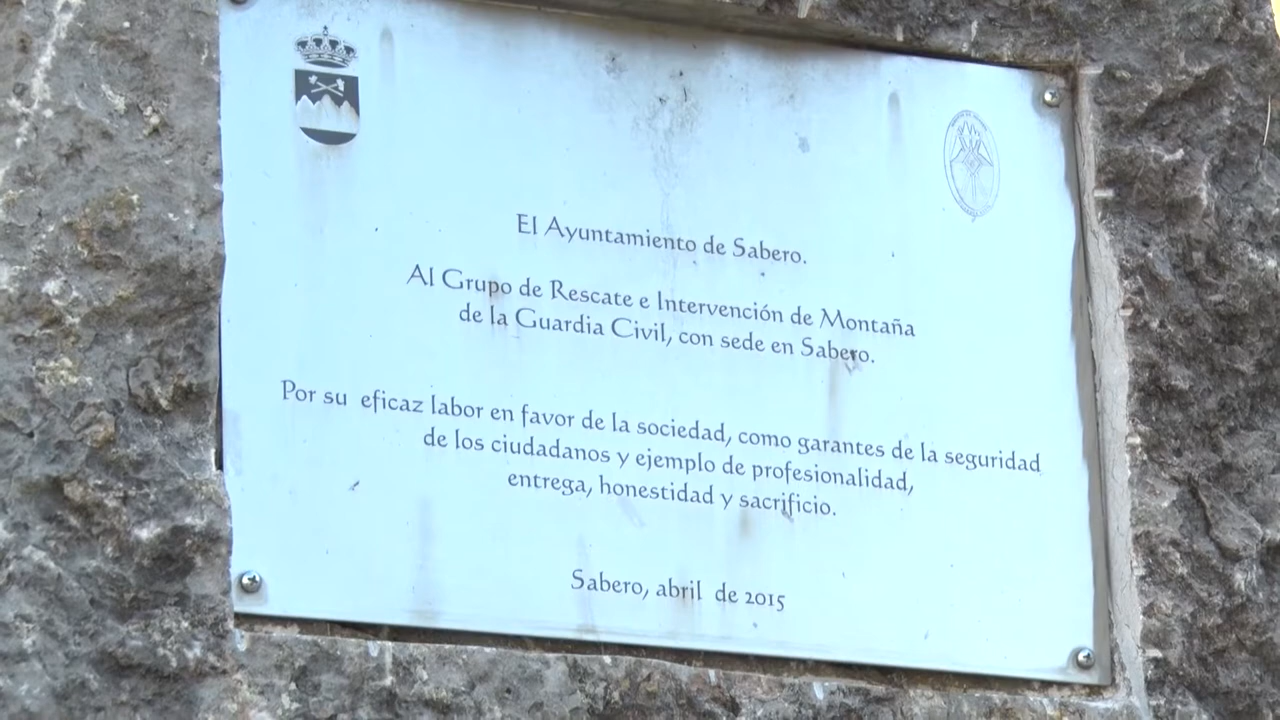 El Ayuntamiento de Sabero.
Al Grupo de Rescate e Intervención de Montaña
de la Guardia Civil, con sede en Sabero.
Por su eficaz labor en favor de la sociedad, como garantes de la seguridad
de los ciudadanos y ejemplo de profesionalidad,
entrega, honestidad y sacrificio.
Sabero, abril de 2015